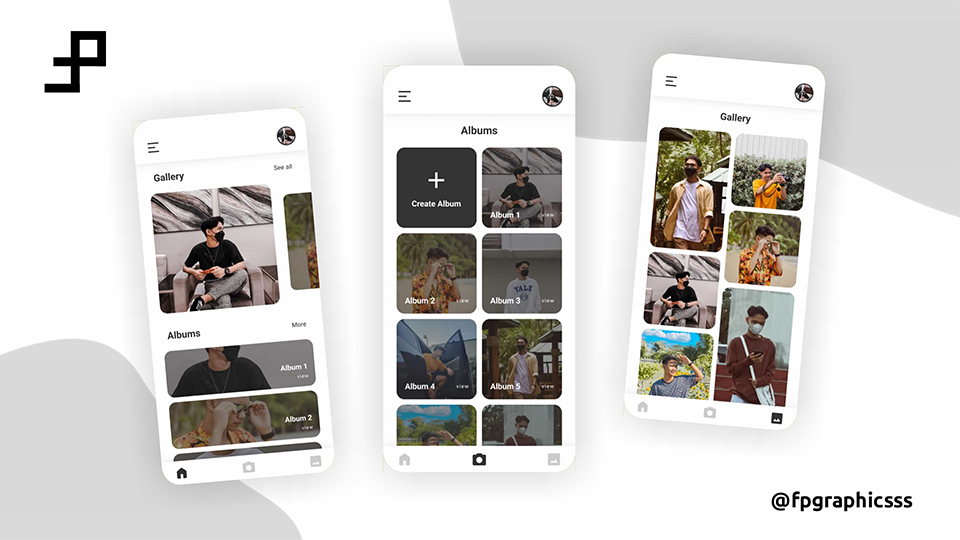 Gallery
See all
Albums
More
Album 1
view
Album 2
view
Albums
Create Album
Album 1
view
Album 2
view
Album 3
view
YALE
Album 4
view
Album 5
view
Gallery
@fpgraphicsss